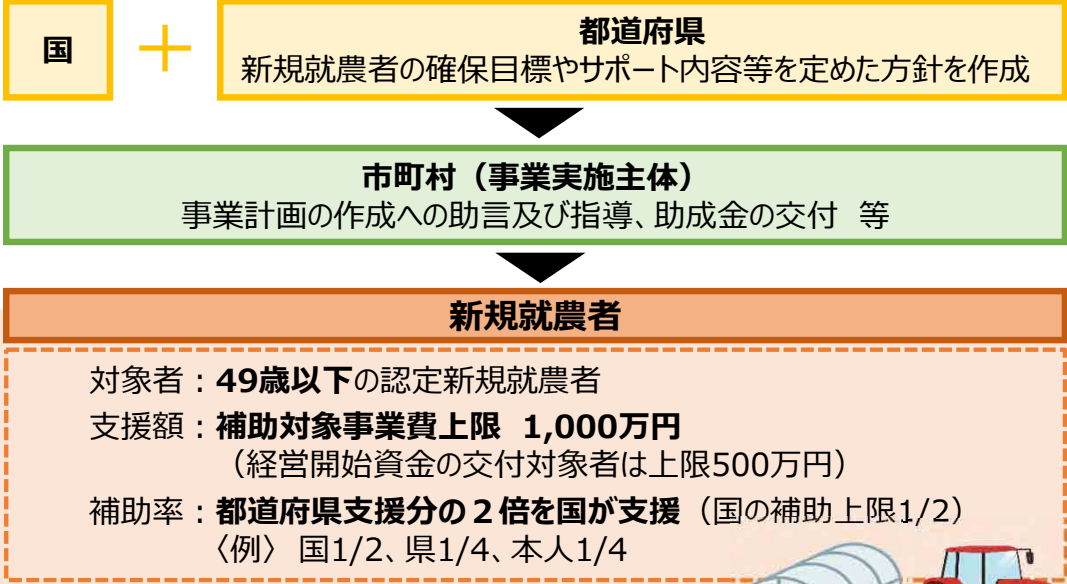 国 ＋ 都道府県
新規就農者の確保目標やサポート内容等を定めた方針を作成
市町村（事業実施主体）
事業計画の作成への助言及び指導、助成金の交付　等
新規就農者
対象者：49歳以下の認定新規就農者
支援額：補助対象事業費上限 1,000万円
（経営開始資金の交付対象者は上限500万円）
補助率：都道府県支援分の２倍を国が支援（国の補助上限1/2）
〈例〉 国1/2、県1/4、本人1/4